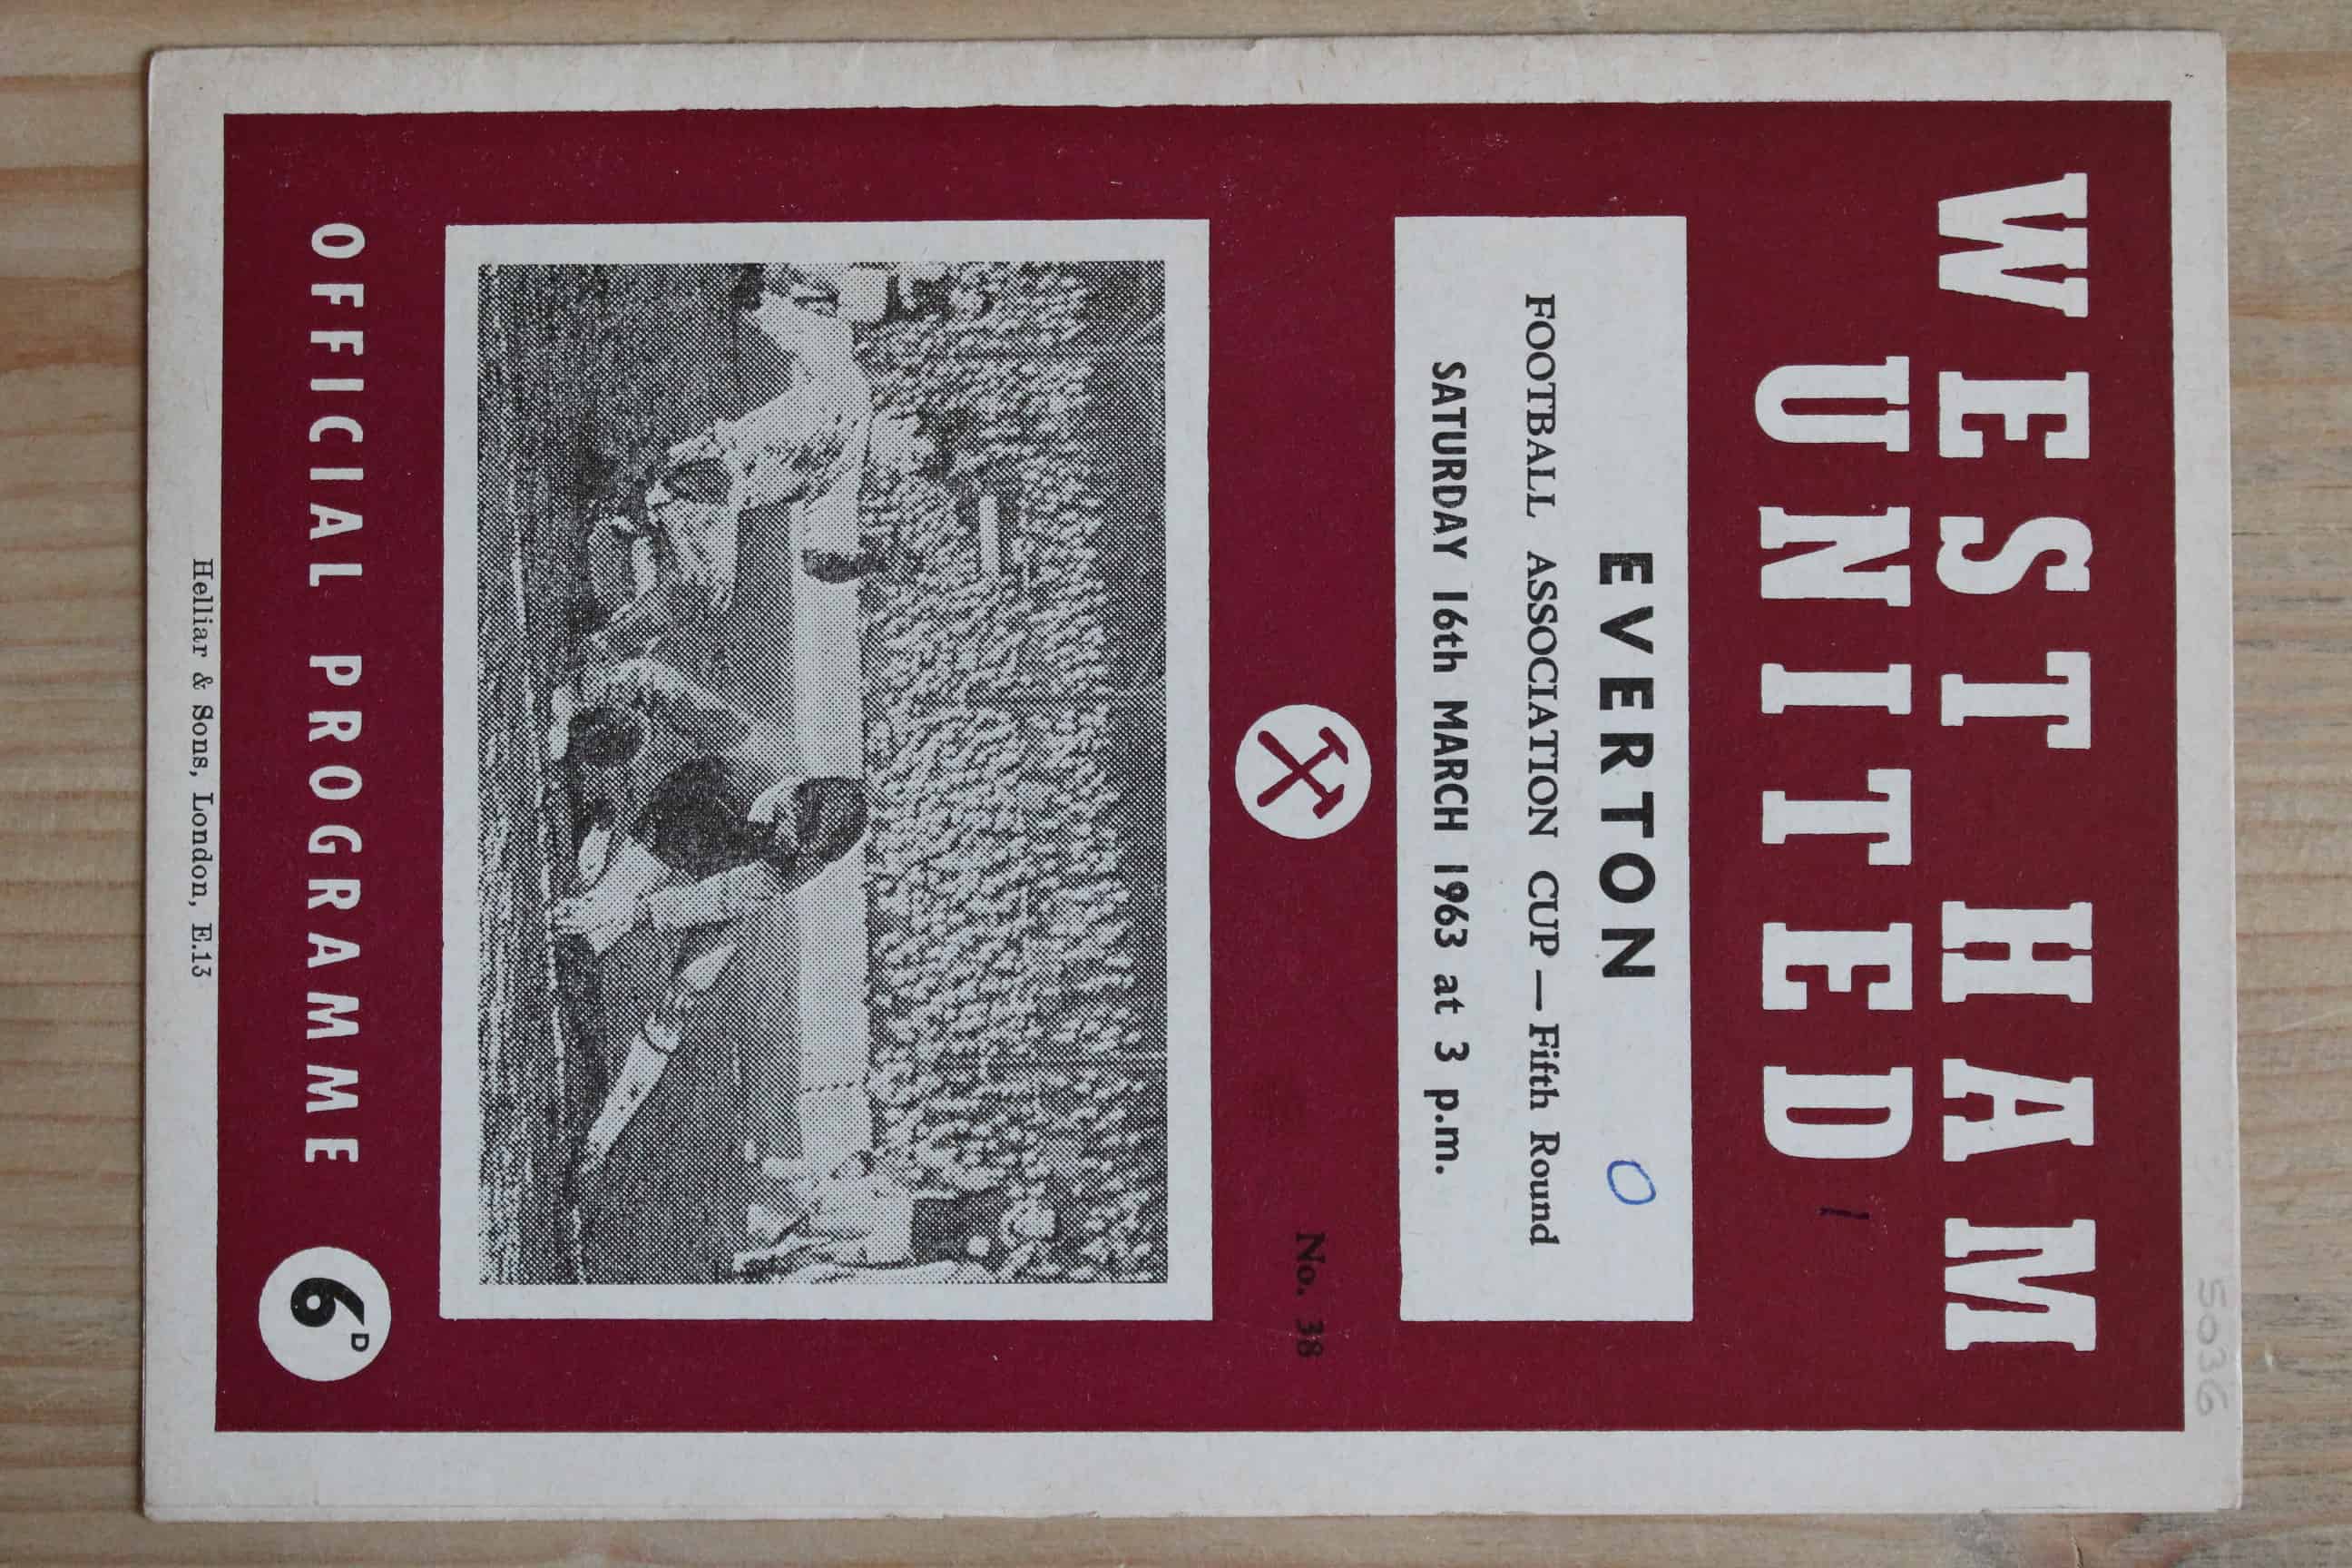 5036
WEST HAM
UNITED 1
EVERTON 0
FOOTBALL ASSOCIATION CUP — Fifth Round
SATURDAY 16th MARCH 1963 at 3 p.m.
No. 38
OFFICIAL PROGRAMME 6D
Helliar & Sons, London, E.13